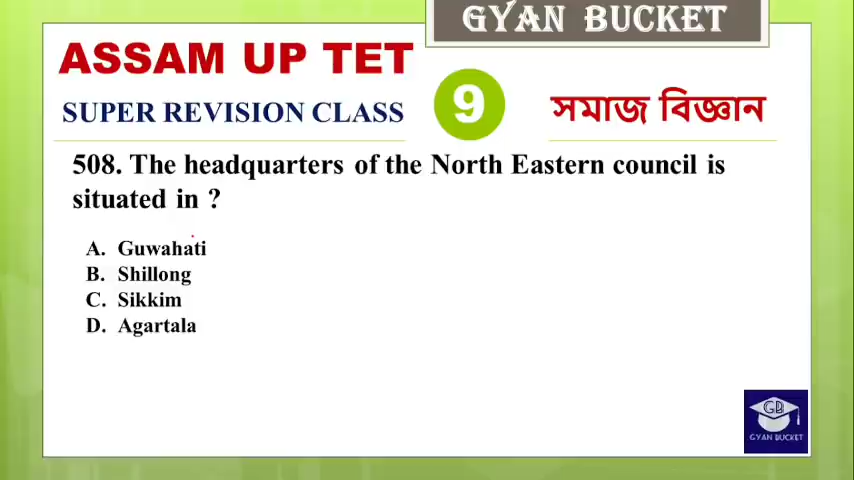 GYAN BUCKET
ASSAM UP TET
SUPER REVISION CLASS
9
সমাজ বিজ্ঞান
508. The headquarters of the North Eastern council is
situated in ?
A. Guwahati
B. Shillong
C. Sikkim
D. Agartala
GB
GYAN BUCKET